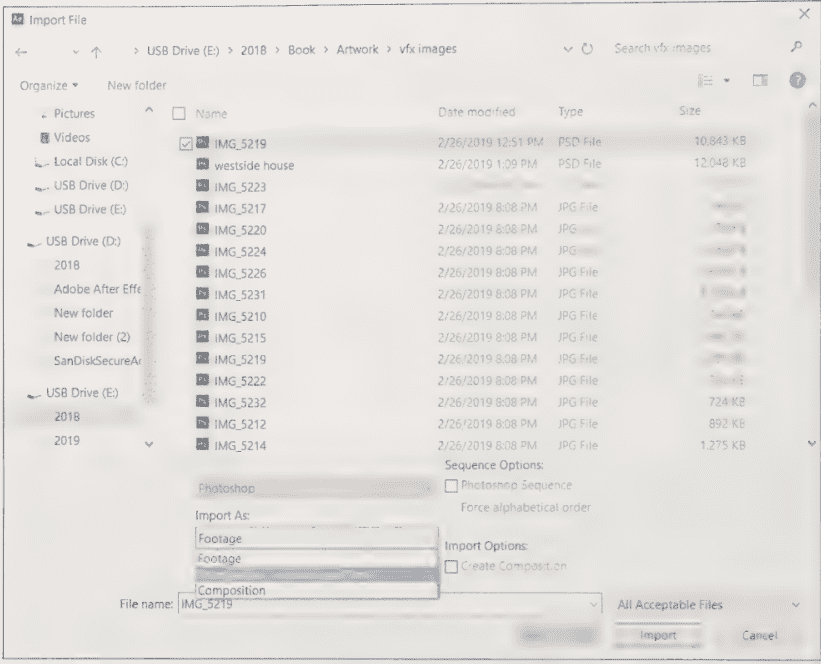 Ae Import File
USB Drive (E:) > 2018 > Book > Artwork > vfx images
Search vfx images
Organize New folder
Pictures
Videos
Local Disk (C:)
USB Drive (D:)
USB Drive (E:)
USB Drive (D:)
2018
Adobe After Effe
New folder
New folder (2)
SanDiskSecureAc
USB Drive (E:)
2018
2019
Name Date modified Type Size
IMG_5219 2/26/2019 12:51 PM PSD File 10,843 KB
westside house 2/26/2019 1:09 PM PSD File 12,048 KB
IMG_5223
IMG_5217 2/26/2019 8:08 PM JPG File
IMG_5220 2/26/2019 8:08 PM JPG
IMG_5224 2/26/2019 8:08 PM JPG File
IMG_5226 2/26/2019 8:08 PM JPG File
IMG_5231 2/26/2019 8:08 PM JPG File
IMG_5210 2/26/2019 8:08 PM JPG File
IMG_5215 2/26/2019 8:08 PM JPG File
IMG_5219 2/26/2019 8:08 PM JPG File
IMG_5222 2/26/2019 8:08 PM JPG File
IMG_5232 2/26/2019 8:08 PM JPG File 724 KB
IMG_5212 2/26/2019 8:08 PM JPG File 892 KB
IMG_5214 2/26/2019 8:08 PM JPG File 1,275 KB
Photoshop
Import As:
Footage
Footage
Composition
Sequence Options:
Photoshop Sequence
Force alphabetical order
Import Options:
Create Composition
File name: IMG_5219
All Acceptable Files
Import Cancel